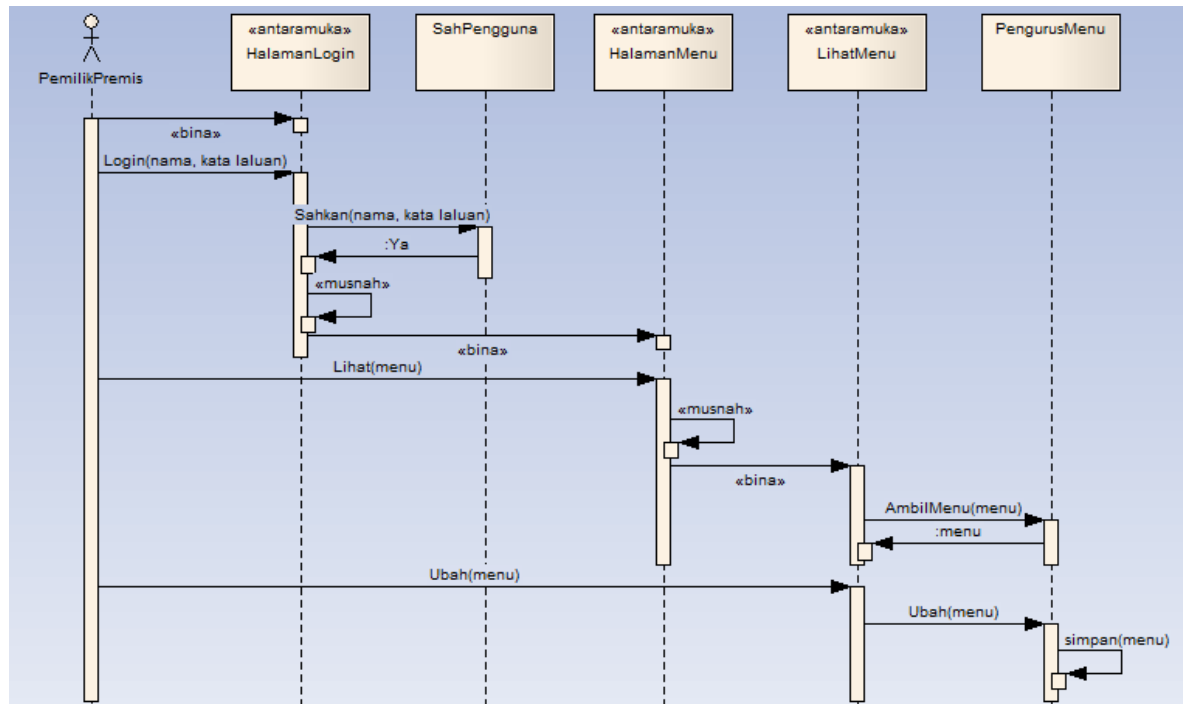 «antaramuka»
HalamanLogin
SahPengguna
«antaramuka»
HalamanMenu
«antaramuka»
LihatMenu
PengurusMenu
PemilikPremis
«bina»
Login(nama, kata laluan)
Sahkan(nama, kata laluan)
:Ya
«musnah»
«bina»
Lihat(menu)
«musnah»
«bina»
AmbilMenu(menu)
:menu
Ubah(menu)
Ubah(menu)
simpan(menu)